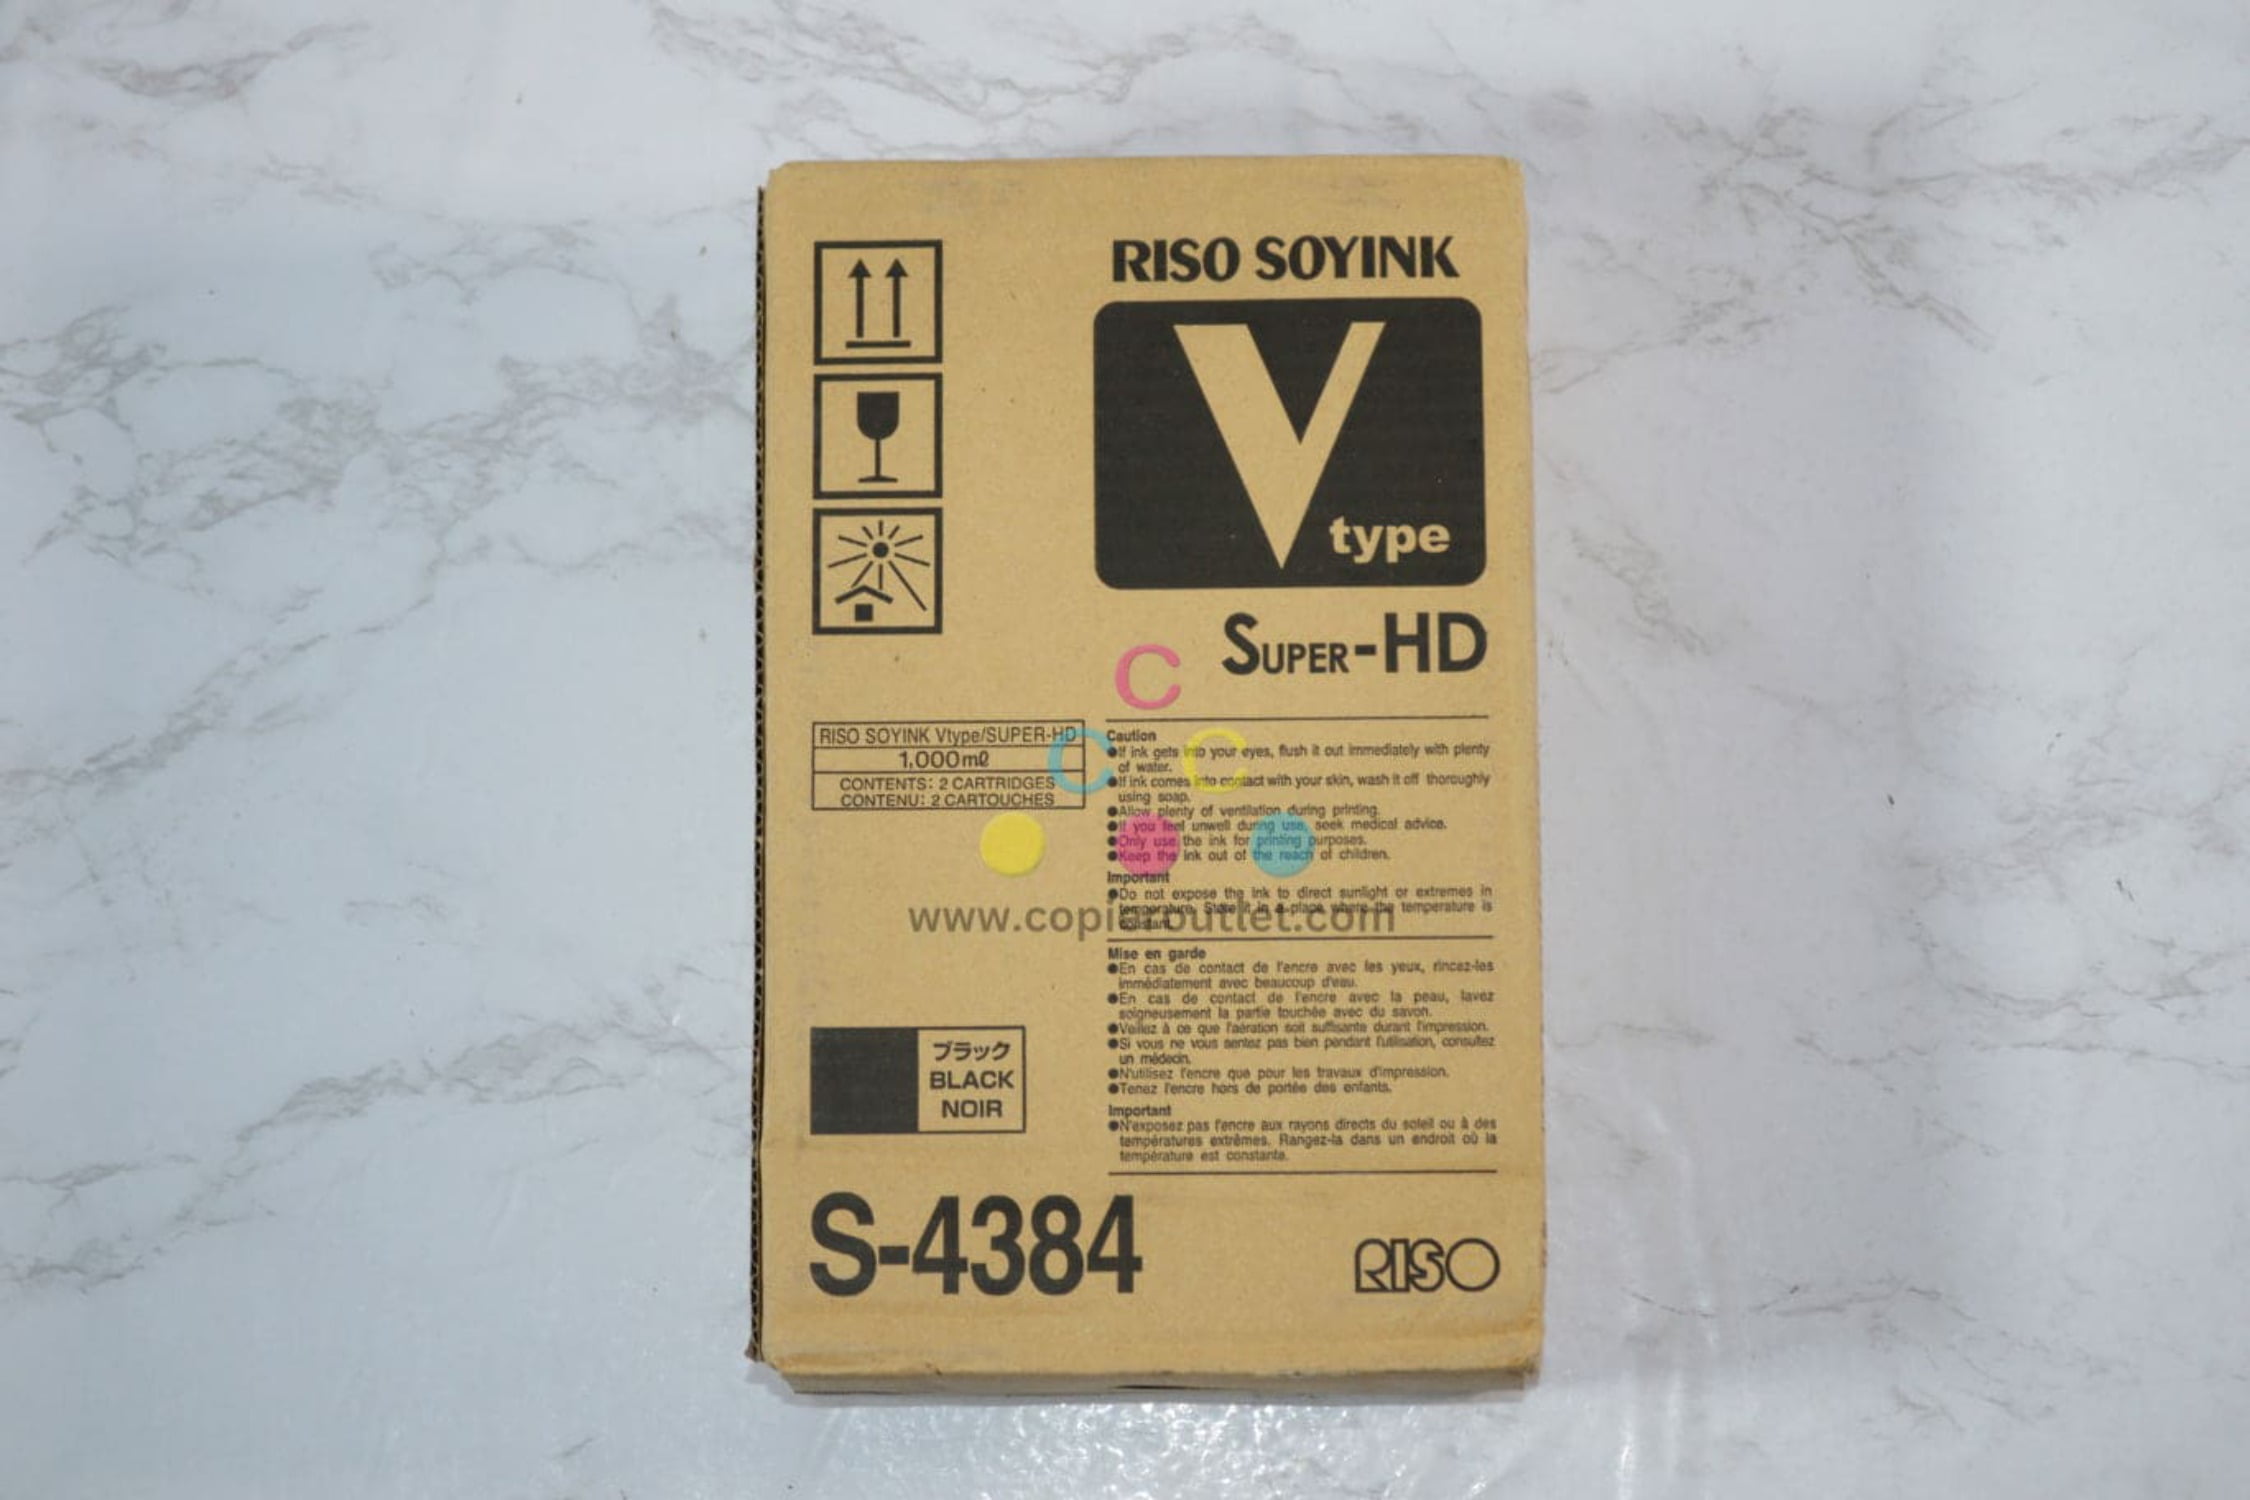 RISO SOYINK
V type
SUPER-HD
RISO SOYINK Vtype/SUPER-HD
1,000mℓ
CONTENTS: 2 CARTRIDGES
CONTENU: 2 CARTOUCHES
Caution
●If ink gets into your eyes, flush it out immediately with plenty
of water.
●If ink comes into contact with your skin, wash it off thoroughly
using soap.
●Allow plenty of ventilation during printing.
●If you feel unwell during use, seek medical advice.
●Only use the ink for printing purposes.
●Keep the ink out of the reach of children.
Important
●Do not expose the ink to direct sunlight or extremes in
temperature. Store it in a place where the temperature is
constant.
Mise en garde
●En cas de contact de l'encre avec les yeux, rincez-les
immédiatement avec beaucoup d'eau.
●En cas de contact de l'encre avec la peau, lavez
soigneusement la partie touchée avec du savon.
●Veillez à ce que l'aération soit suffisante durant l'impression.
●Si vous ne vous sentez pas bien pendant l'utilisation, consultez
un médecin.
●N'utilisez l'encre que pour les travaux d'impression.
●Tenez l'encre hors de portée des enfants.
Important
●N'exposez pas l'encre aux rayons directs du soleil ou à des
températures extrêmes. Rangez-la dans un endroit où la
température est constante.
ブラック
BLACK
NOIR
S-4384
RISO
C
C C
www.copieroutlet.com